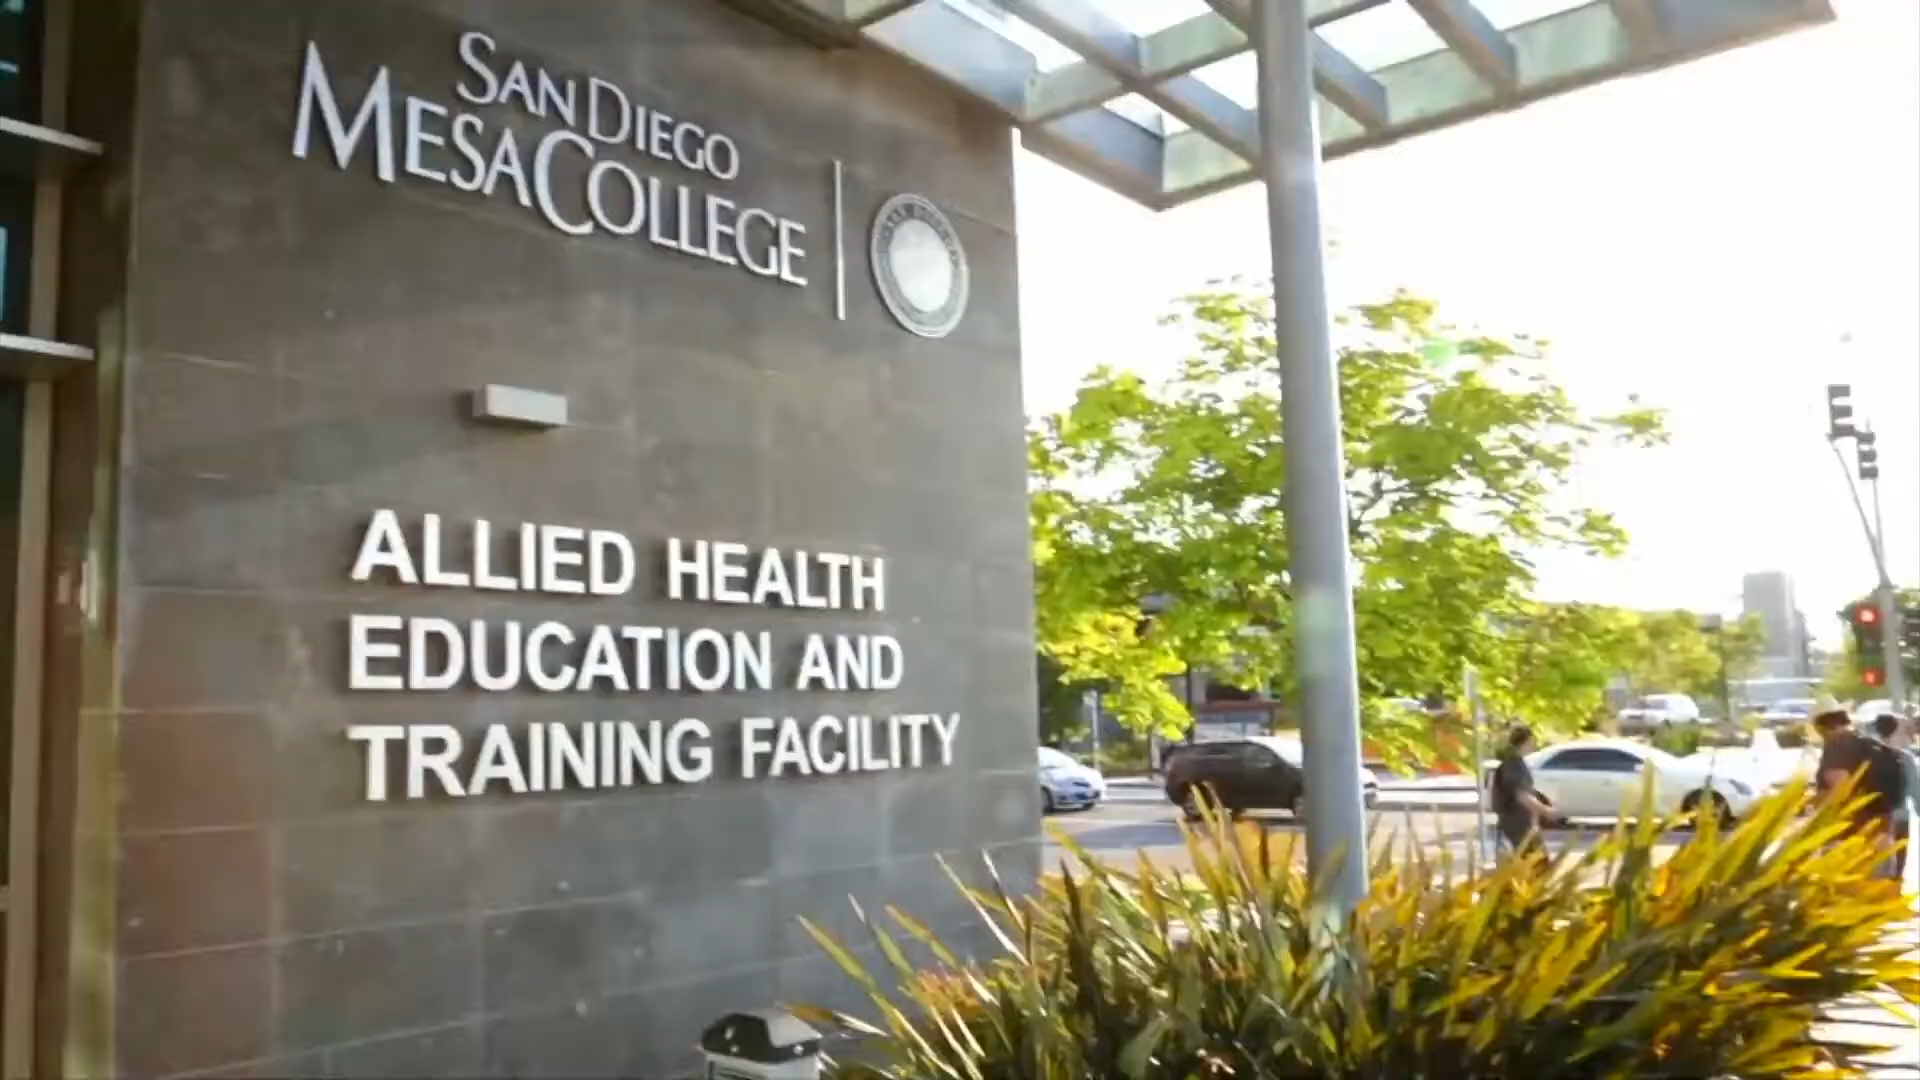 SAN DIEGO
MESA COLLEGE
ALLIED HEALTH
EDUCATION AND
TRAINING FACILITY